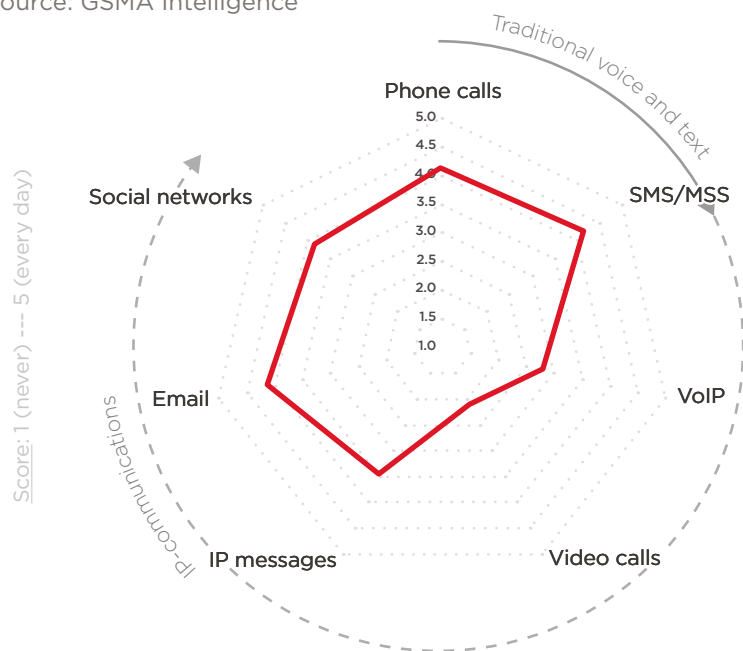 ource: GSMA Intelligence
Traditional voice and text
Phone calls
5.0
4.5
4.0
3.5
3.0
2.5
2.0
1.5
1.0
Social networks
SMS/MSS
Score: 1 (never) --- 5 (every day)
Email
VoIP
IP-communications
IP messages
Video calls